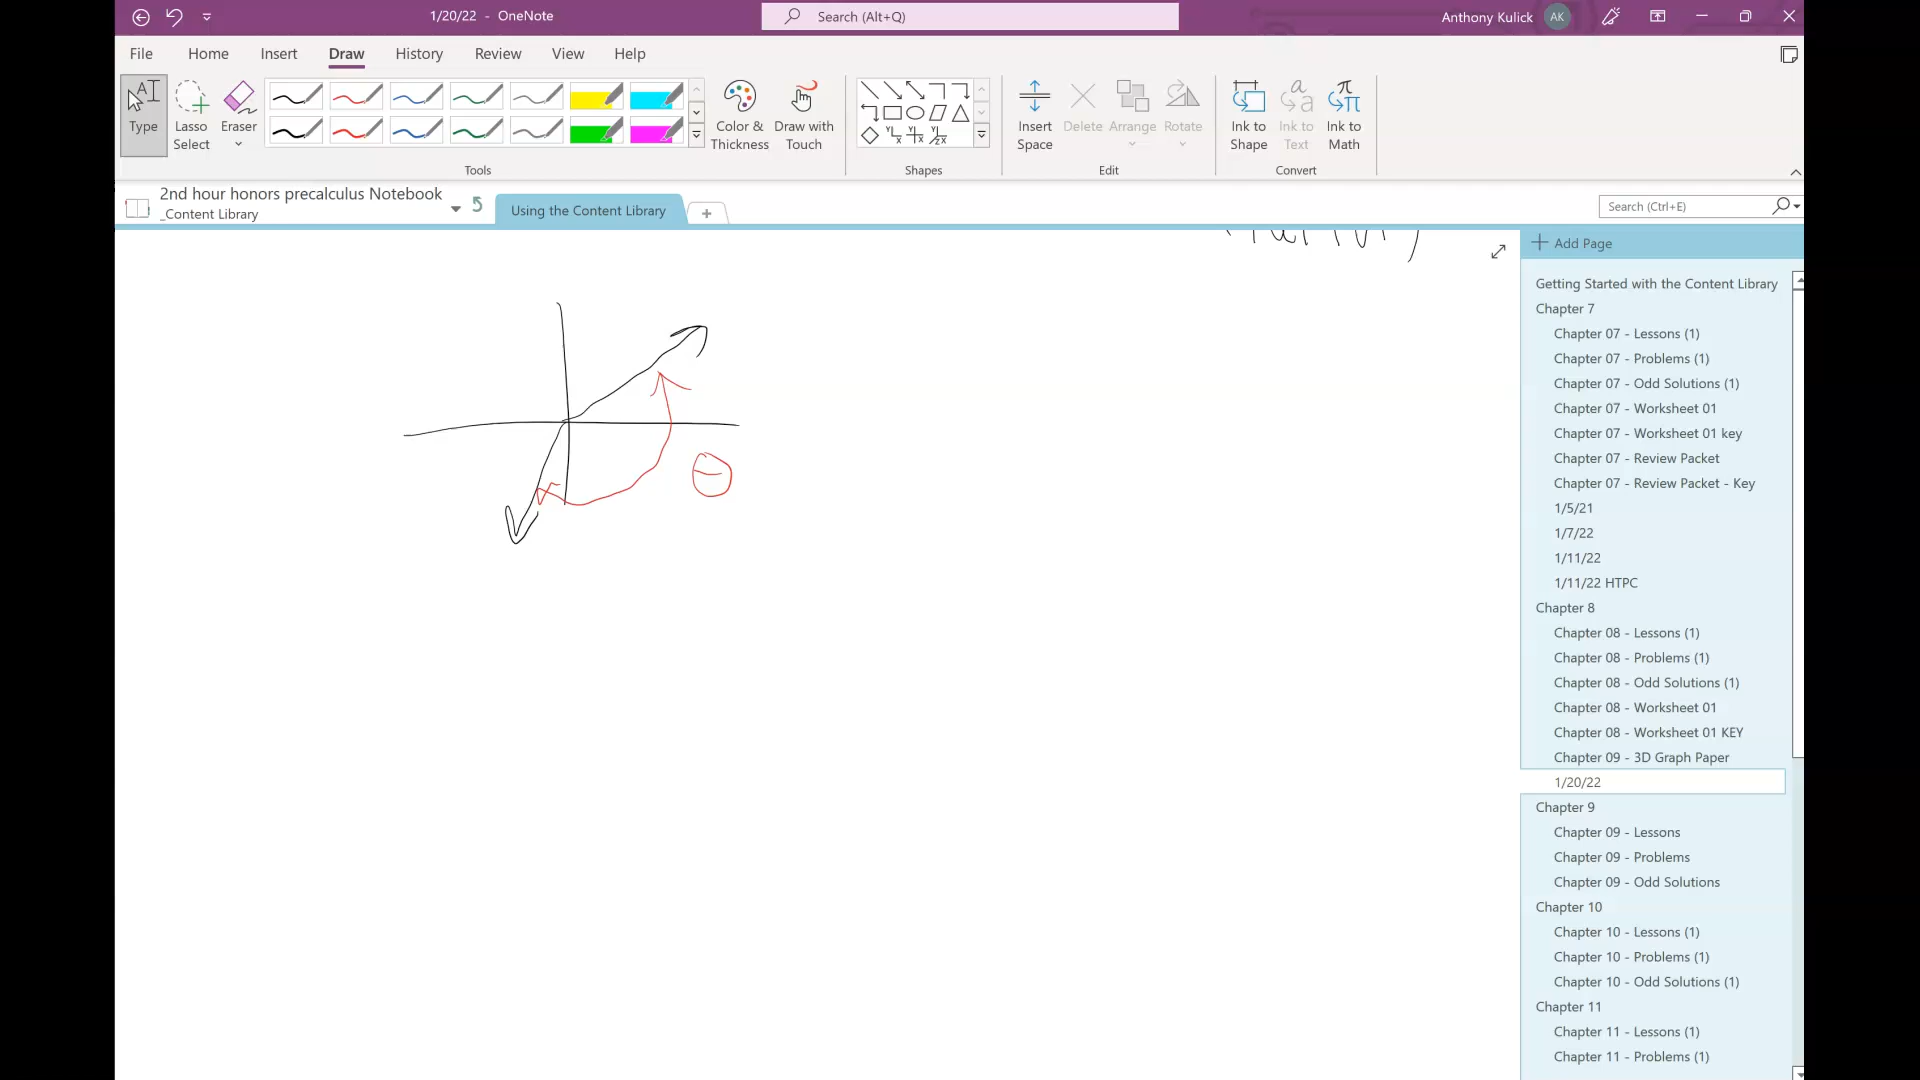 1/20/22 - OneNote
Search (Alt+Q)
Anthony Kulick
AK
File Home Insert Draw History Review View Help
Type
Lasso Select
Eraser
Color & Thickness
Draw with Touch
Insert Space
Delete
Arrange
Rotate
Ink to Shape
Ink to Text
Ink to Math
Tools
Shapes
Edit
Convert
2nd hour honors precalculus Notebook
_Content Library
Using the Content Library
Search (Ctrl+E)
Add Page
Getting Started with the Content Library
Chapter 7
Chapter 07 - Lessons (1)
Chapter 07 - Problems (1)
Chapter 07 - Odd Solutions (1)
Chapter 07 - Worksheet 01
Chapter 07 - Worksheet 01 key
Chapter 07 - Review Packet
Chapter 07 - Review Packet - Key
1/5/21
1/7/22
1/11/22
1/11/22 HTPC
Chapter 8
Chapter 08 - Lessons (1)
Chapter 08 - Problems (1)
Chapter 08 - Odd Solutions (1)
Chapter 08 - Worksheet 01
Chapter 08 - Worksheet 01 KEY
Chapter 09 - 3D Graph Paper
1/20/22
Chapter 9
Chapter 09 - Lessons
Chapter 09 - Problems
Chapter 09 - Odd Solutions
Chapter 10
Chapter 10 - Lessons (1)
Chapter 10 - Problems (1)
Chapter 10 - Odd Solutions (1)
Chapter 11
Chapter 11 - Lessons (1)
Chapter 11 - Problems (1)
θ